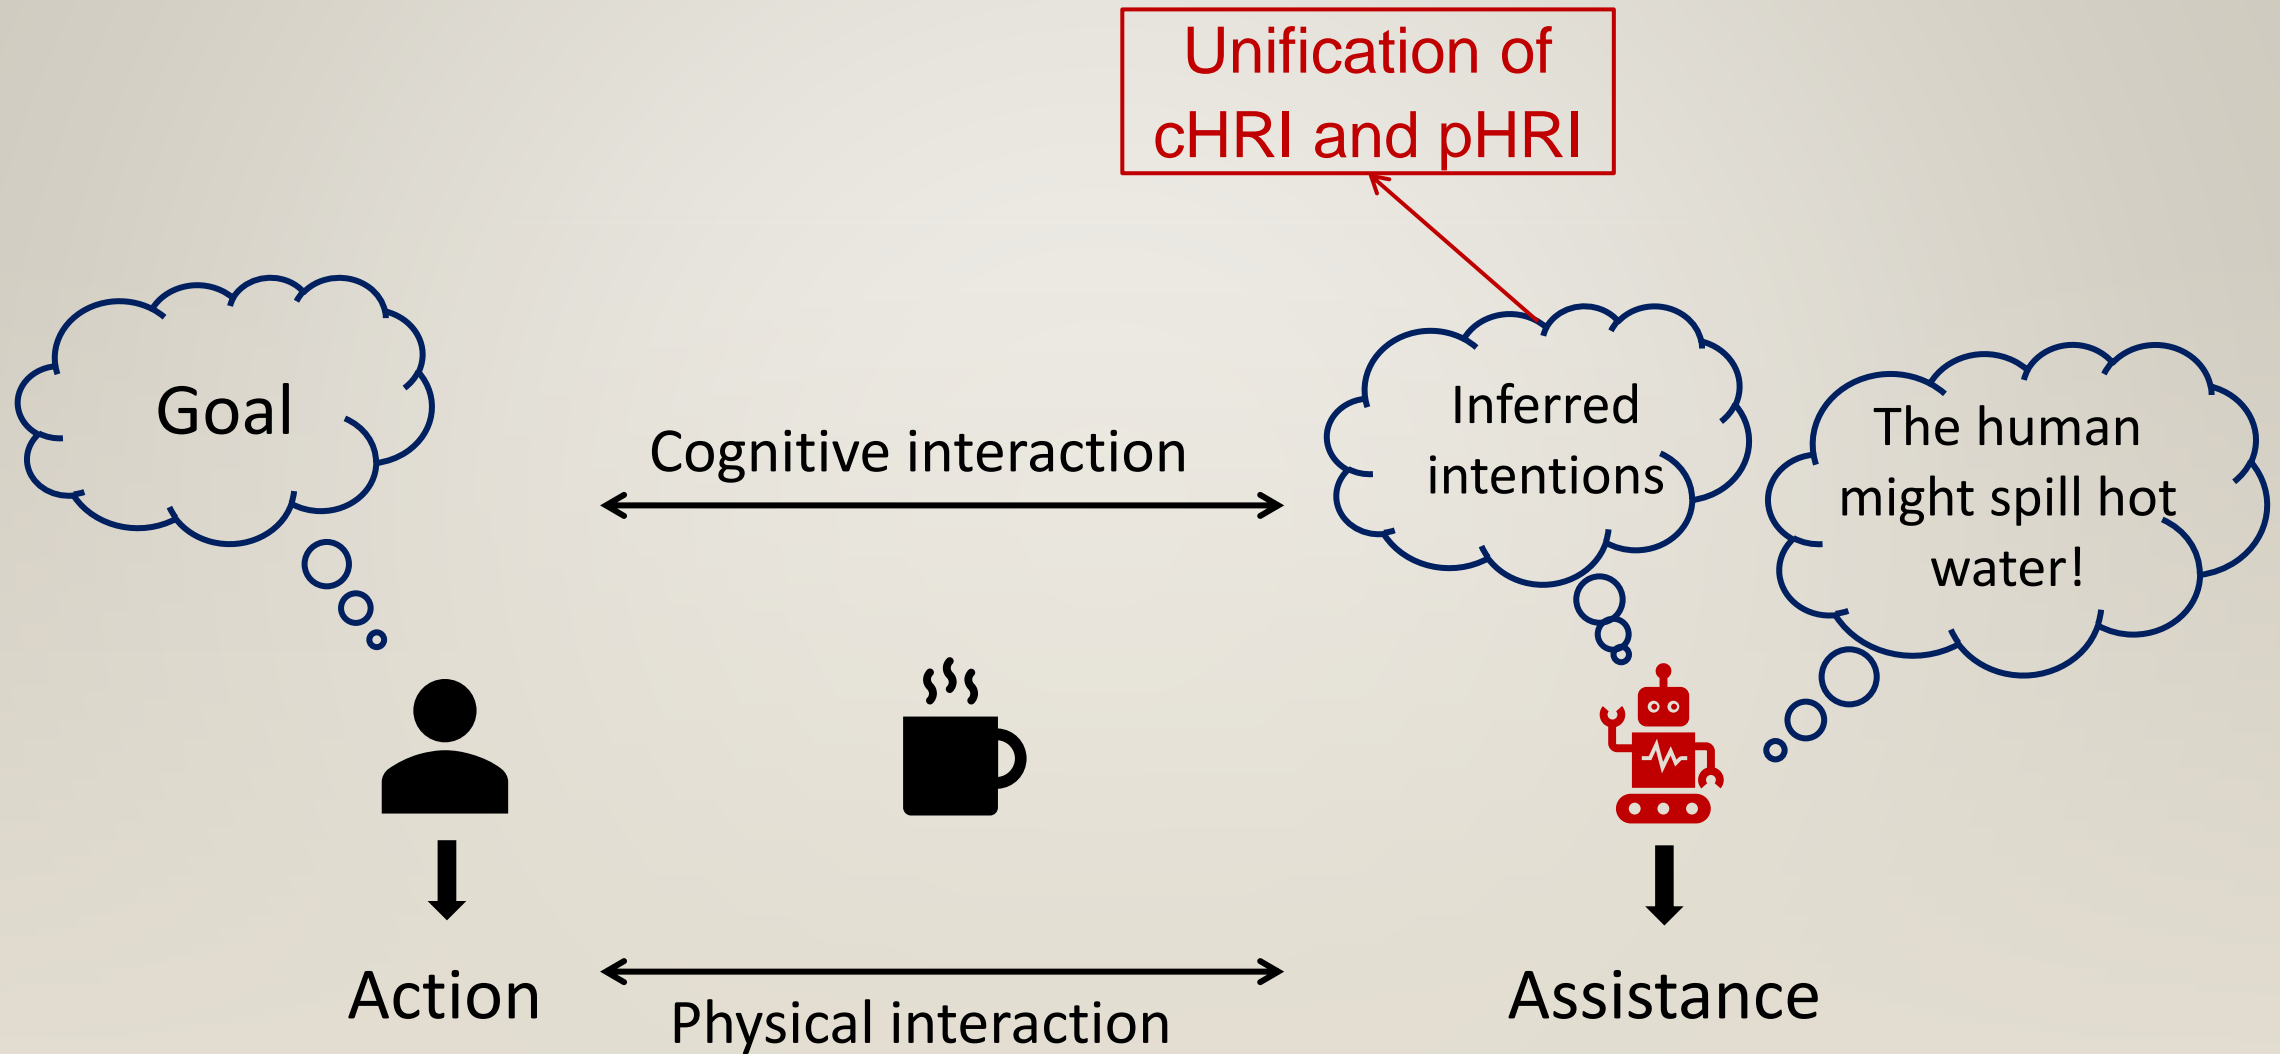 Unification of
cHRI and pHRI
Goal
Cognitive interaction
Inferred
intentions
The human
might spill hot
water!
Action
Physical interaction
Assistance